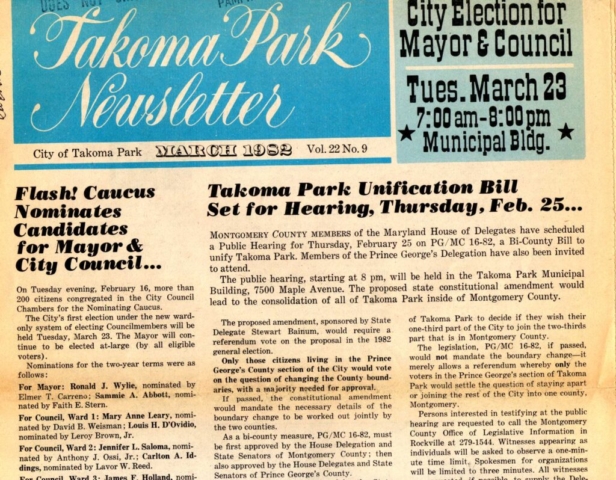 DOES NOT
Takoma Park
Newsletter
City of Takoma Park MARCH 1982 Vol. 22 No. 9
City Election for
Mayor & Council
Tues. March 23
7:00 am-8:00 pm
Municipal Bldg.
Flash! Caucus
Nominates
Candidates
for Mayor &
City Council...
On Tuesday evening, February 16, more than
200 citizens congregated in the City Council
Chambers for the Nominating Caucus.
The City's first election under the new ward-
only system of electing Councilmembers will be
held Tuesday, March 23. The Mayor will con-
tinue to be elected at-large (by all eligible
voters).
Nominations for the two-year terms were as
follows:
For Mayor: Ronald J. Wylie, nominated by
Elmer T. Carreno; Sammie A. Abbott, nomi-
nated by Faith E. Stern.
For Council, Ward 1: Mary Anne Leary, nomi-
nated by David B. Weisman; Louis H. D'Ovidio,
nominated by Leroy Brown, Jr.
For Council, Ward 2: Jennifer L. Saloma, nomi-
nated by Anthony J. Ossi, Jr.; Carlton A. Id-
dings, nominated by Lavor W. Reed.
For Council, Ward 3: James F. Holland, nomi-
Takoma Park Unification Bill
Set for Hearing, Thursday, Feb. 25...
MONTGOMERY COUNTY MEMBERS of the Maryland House of Delegates have scheduled
a Public Hearing for Thursday, February 25 on PG/MC 16-82, a Bi-County Bill to
unify Takoma Park. Members of the Prince George's Delegation have also been invited
to attend.
The public hearing, starting at 8 pm, will be held in the Takoma Park Municipal
Building, 7500 Maple Avenue. The proposed state constitutional amendment would
lead to the consolidation of all of Takoma Park inside of Montgomery County.
The proposed amendment, sponsored by State
Delegate Stewart Bainum, would require a
referendum vote on the proposal in the 1982
general election.
Only those citizens living in the Prince
George's County section of the City would vote
on the question of changing the County boun-
daries, with a majority needed for approval.
If passed, the constitutional amendment
would mandate the necessary details of the
boundary change to be worked out jointly by
the two counties.
As a bi-county measure, PG/MC 16-82, must
be first approved by the House Delegation and
State Senators of Montgomery County; then
also approved by the House Delegates and State
Senators of Prince George's County.
of Takoma Park to decide if they wish their
one-third part of the City to join the two-thirds
part that is in Montgomery County.
The legislation, PG/MC 16-82, if passed,
would not mandate the boundary change—it
merely allows a referendum whereby only the
voters in the Prince George's section of Takoma
Park would settle the question of staying apart
or joining the rest of the City into one county,
Montgomery.
Persons interested in testifying at the public
hearing are requested to call the Montgomery
County Office of Legislative Information in
Rockville at 279-1544. Witnesses appearing as
individuals will be asked to observe a one-min-
ute time limit, Spokesmen for organizations
will be limited to three minutes. All witnesses